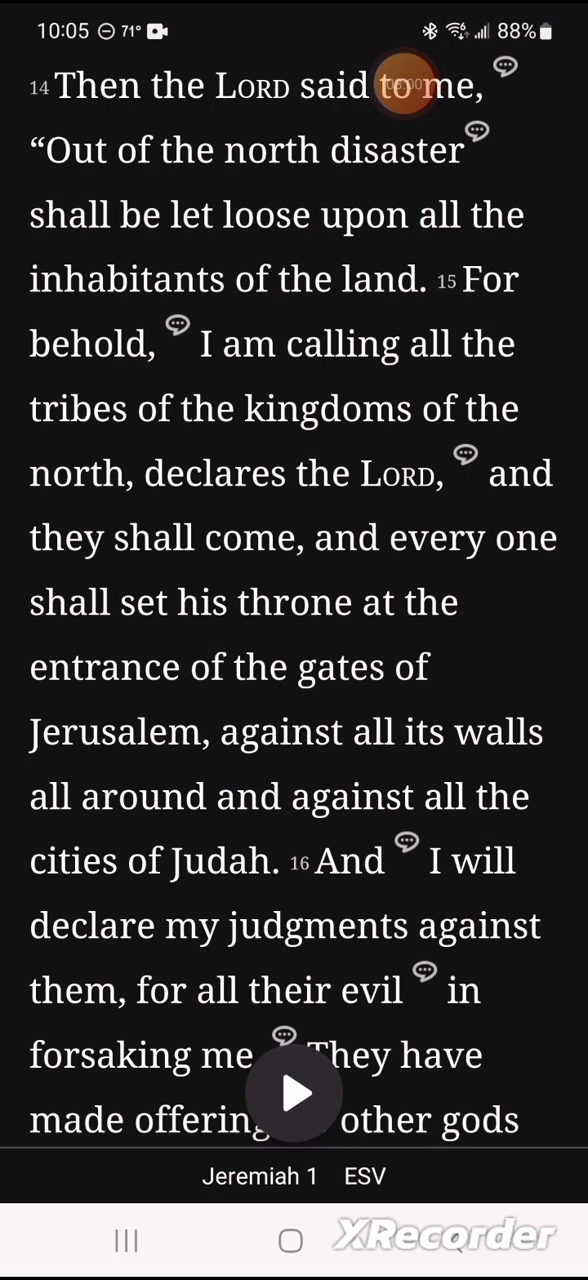 10:05 71° 88%
14 Then the LORD said to me,
“Out of the north disaster
shall be let loose upon all the
inhabitants of the land. 15 For
behold, I am calling all the
tribes of the kingdoms of the
north, declares the LORD, and
they shall come, and every one
shall set his throne at the
entrance of the gates of
Jerusalem, against all its walls
all around and against all the
cities of Judah. 16 And I will
declare my judgments against
them, for all their evil in
forsaking me They have
made offering other gods
Jeremiah 1 ESV
XRecorder